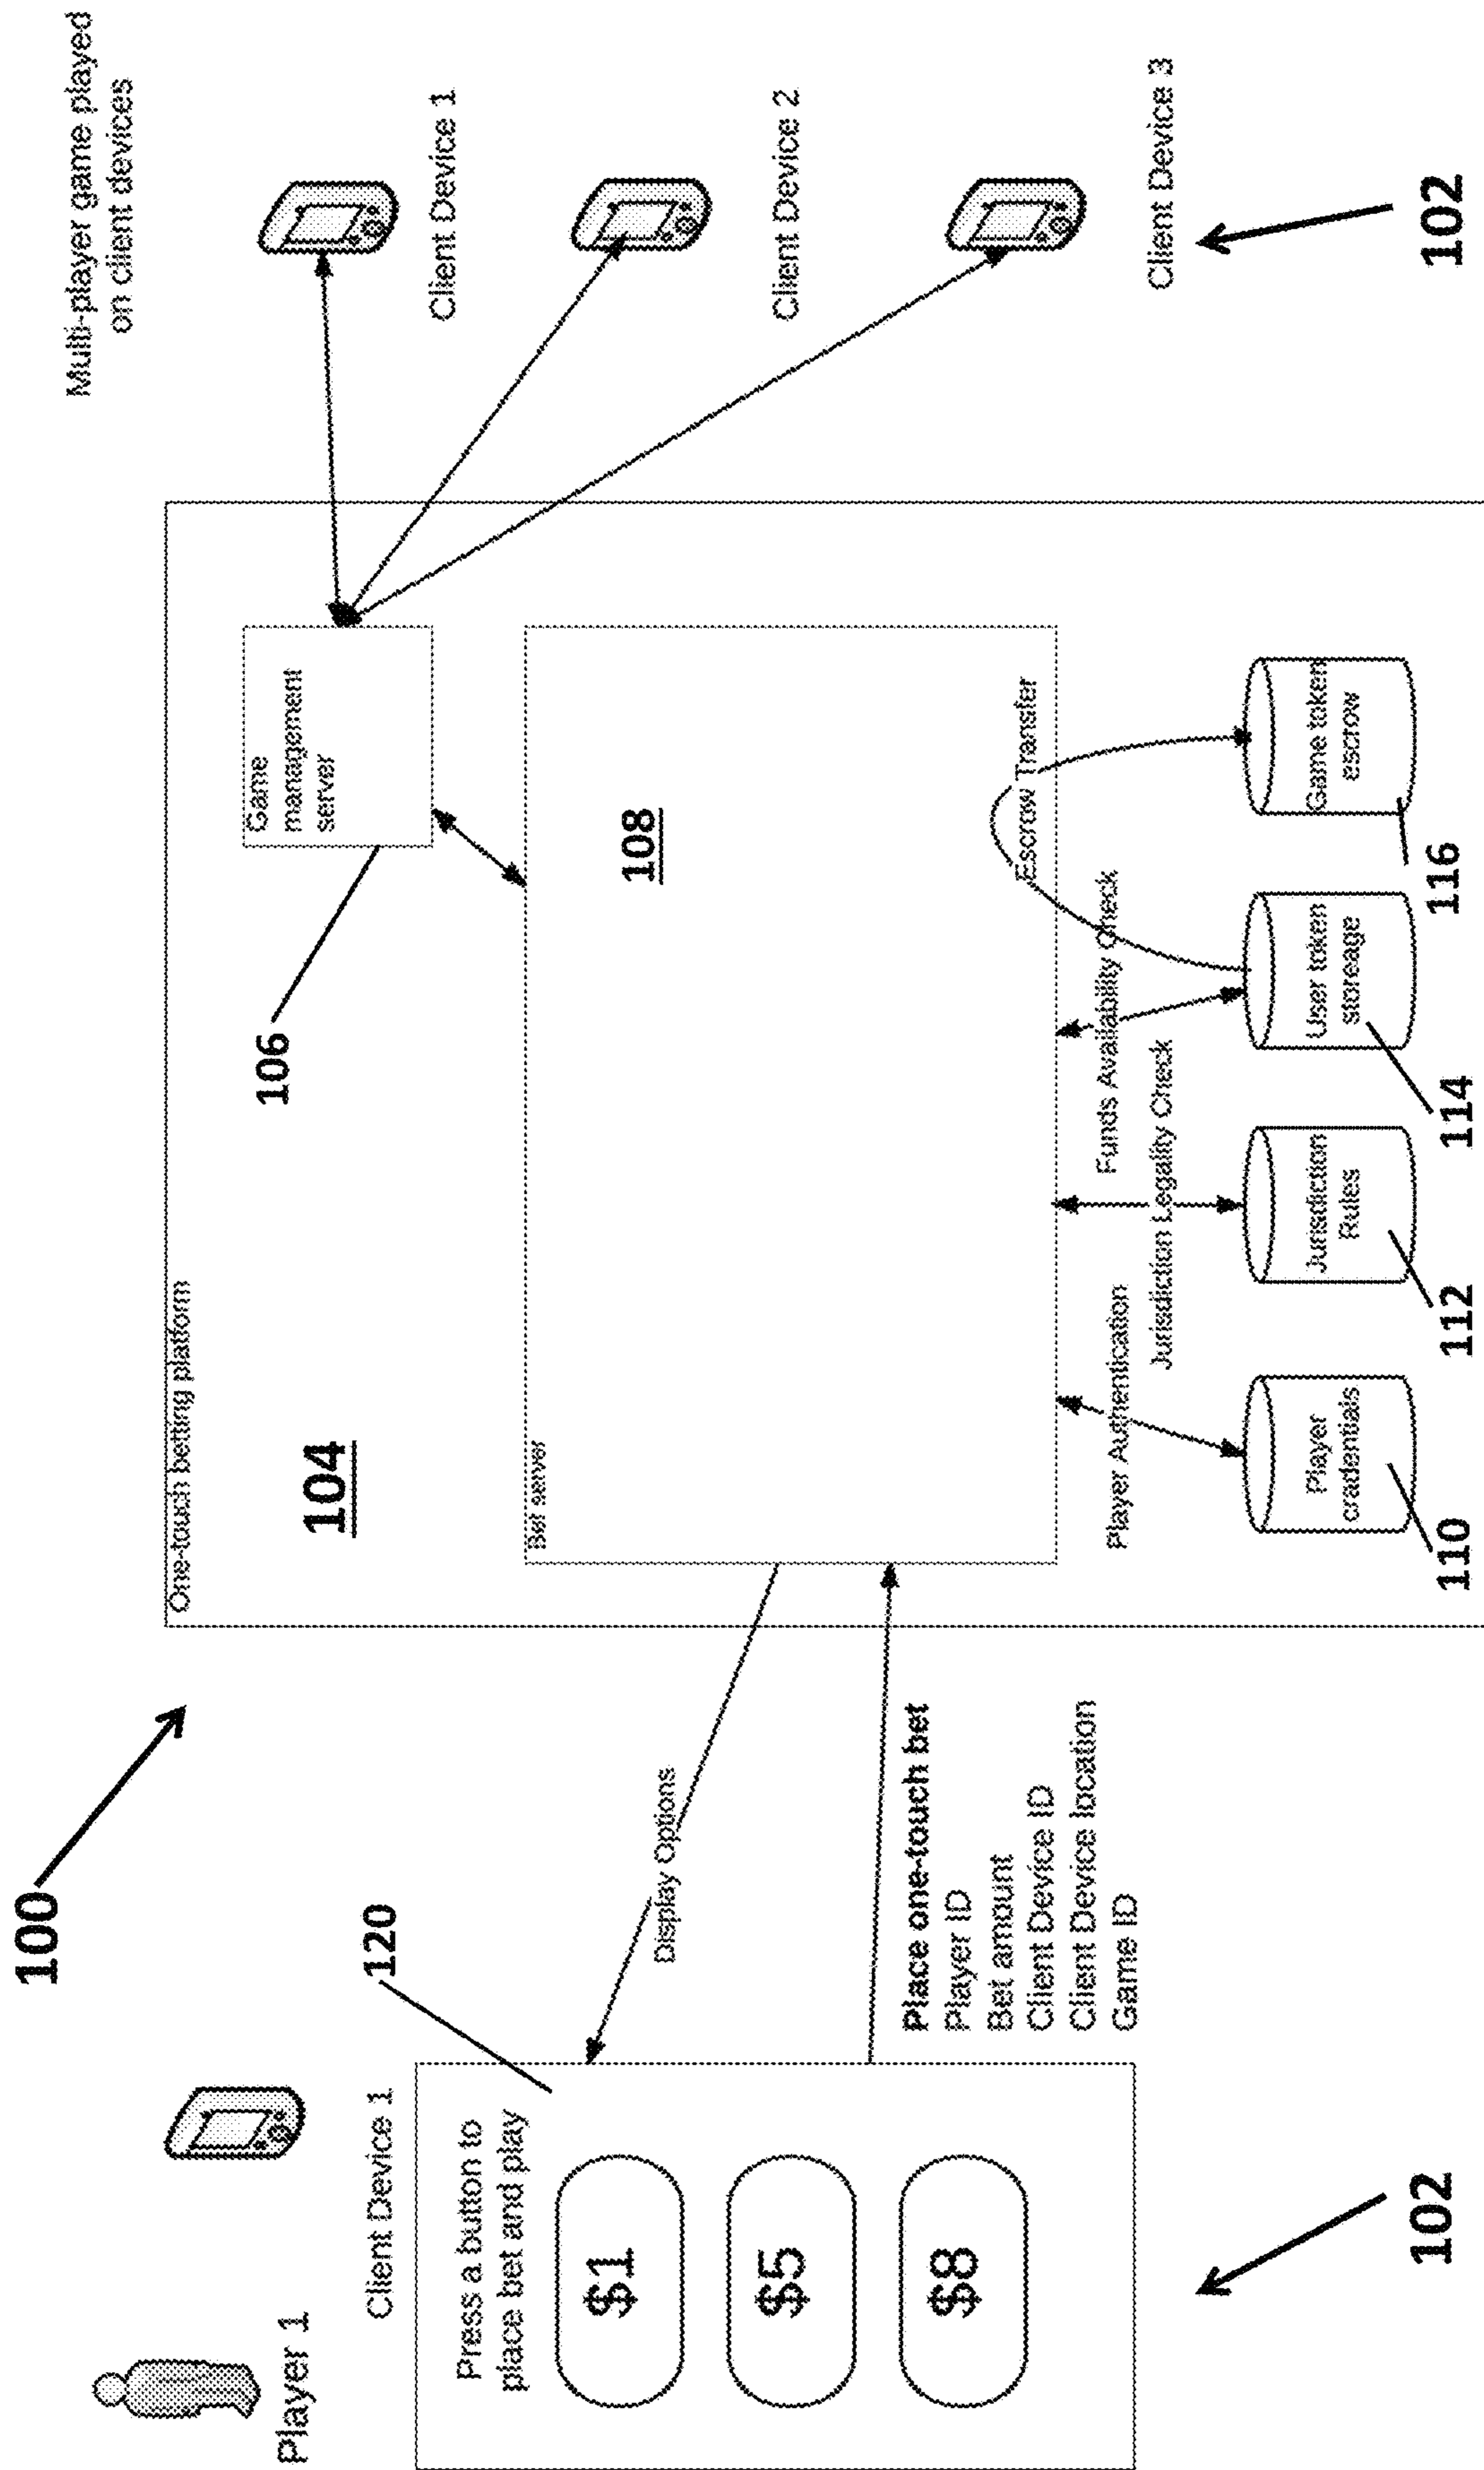 100
Player 1
Client Device 1
Press a button to
place bet and play
$1
$5
$8
120
102
Display Options
Place one-touch bet
Player ID
Bet amount
Client Device ID
Client Device location
Game ID
One-touch betting platform
104
Bet server
108
106
Game
management
server
Player Authentication
Jurisdiction Legality Check
Funds Availability Check
Escrow Transfer
Player
cradentials
110
Jurisdiction
Rules
112
User token
storeage
114
Game token
escrow
116
Multi-player game played
on client devices
Client Device 1
Client Device 2
Client Device 3
102